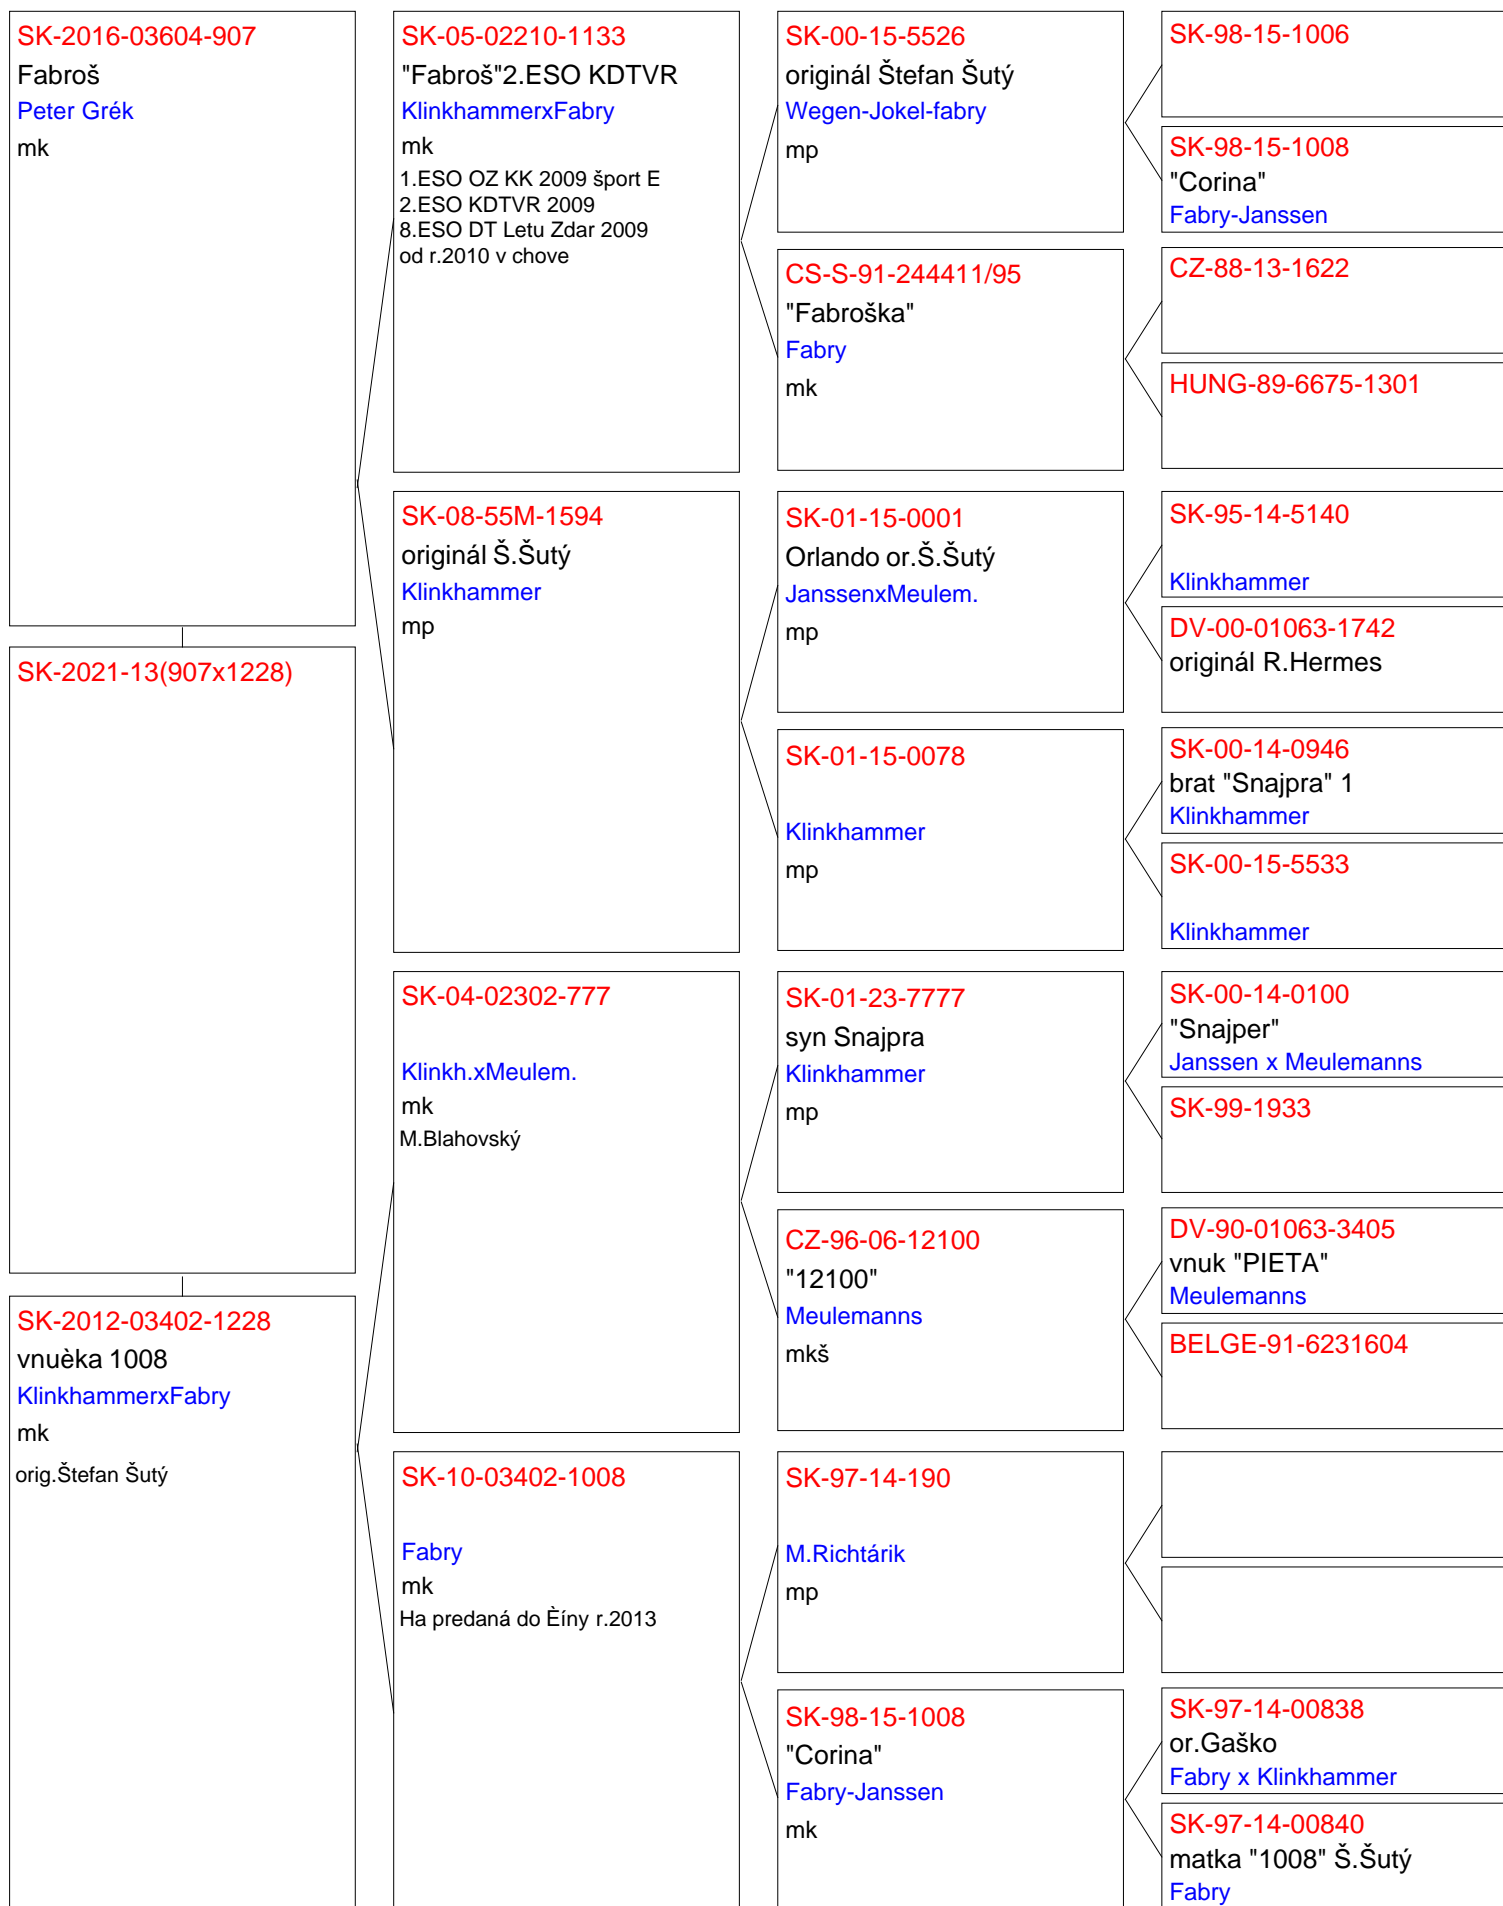 SK-2016-03604-907
Fabroš
Peter Grék
mk
SK-2021-13(907x1228)
SK-2012-03402-1228
vnuèka 1008
KlinkhammerxFabry
mk
orig.Štefan Šutý
SK-05-02210-1133
"Fabroš"2.ESO KDTVR
KlinkhammerxFabry
mk
1.ESO OZ KK 2009 šport E
2.ESO KDTVR 2009
8.ESO DT Letu Zdar 2009
od r.2010 v chove
SK-08-55M-1594
originál Š.Šutý
Klinkhammer
mp
SK-04-02302-777
Klinkh.xMeulem.
mk
M.Blahovský
SK-10-03402-1008
Fabry
mk
Ha predaná do Èíny r.2013
SK-00-15-5526
originál Štefan Šutý
Wegen-Jokel-fabry
mp
CS-S-91-244411/95
"Fabroška"
Fabry
mk
SK-01-15-0001
Orlando or.Š.Šutý
JanssenxMeulem.
mp
SK-01-15-0078
Klinkhammer
mp
SK-01-23-7777
syn Snajpra
Klinkhammer
mp
CZ-96-06-12100
"12100"
Meulemanns
mkš
SK-97-14-190
M.Richtárik
mp
SK-98-15-1008
"Corina"
Fabry-Janssen
mk
SK-98-15-1006
SK-98-15-1008
"Corina"
Fabry-Janssen
CZ-88-13-1622
HUNG-89-6675-1301
SK-95-14-5140
Klinkhammer
DV-00-01063-1742
originál R.Hermes
SK-00-14-0946
brat "Snajpra" 1
Klinkhammer
SK-00-15-5533
Klinkhammer
SK-00-14-0100
"Snajper"
Janssen x Meulemanns
SK-99-1933
DV-90-01063-3405
vnuk "PIETA"
Meulemanns
BELGE-91-6231604
SK-97-14-00838
or.Gaško
Fabry x Klinkhammer
SK-97-14-00840
matka "1008" Š.Šutý
Fabry